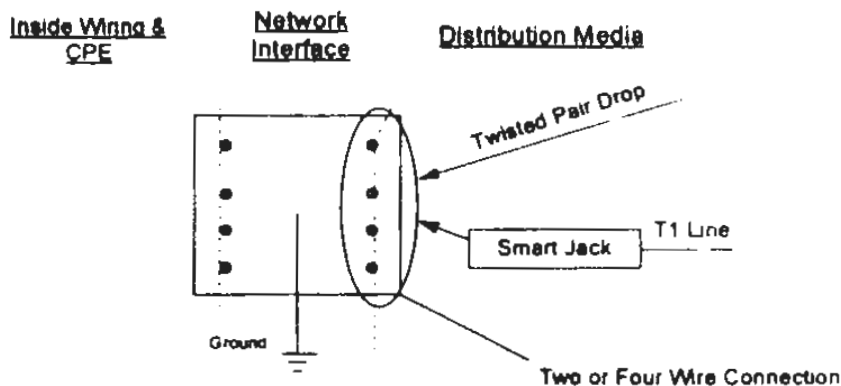 Inside Wiring &
CPE
Network
Interface
Distribution Media
Twisted Pair Drop
T1 Line
Smart Jack
Ground
Two or Four Wire Connection